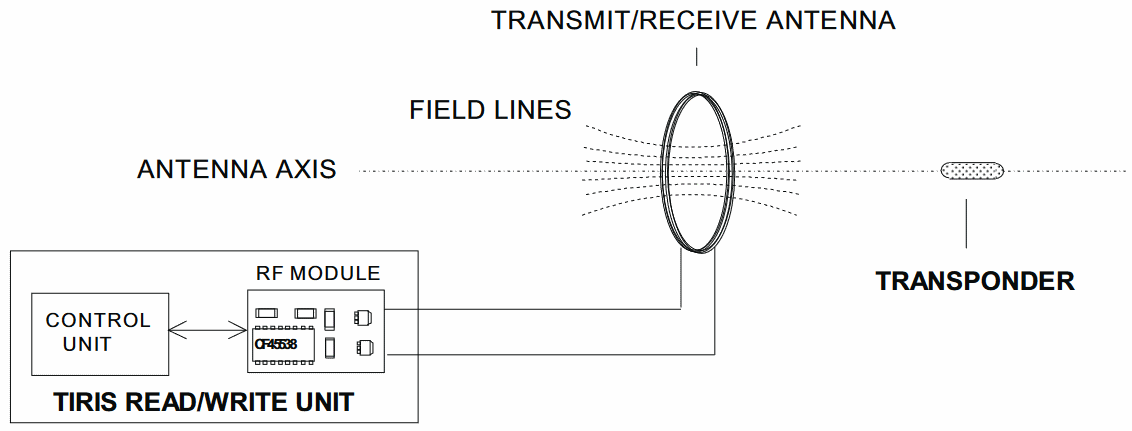 TRANSMIT/RECEIVE ANTENNA
FIELD LINES
ANTENNA AXIS
TRANSPONDER
RF MODULE
CONTROL
UNIT
CF45538
TIRIS READ/WRITE UNIT